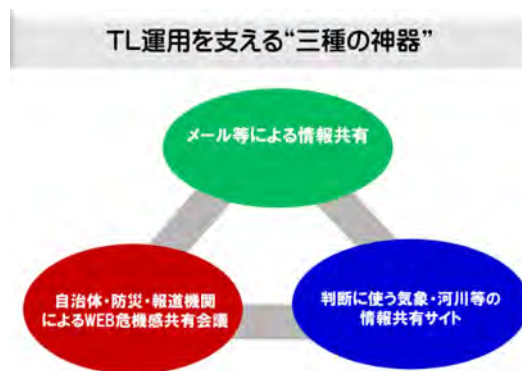 TL運用を支える“三種の神器”
メール等による情報共有
自治体・防災・報道機関
によるWEB危機感共有会議
判断に使う気象・河川等の
情報共有サイト